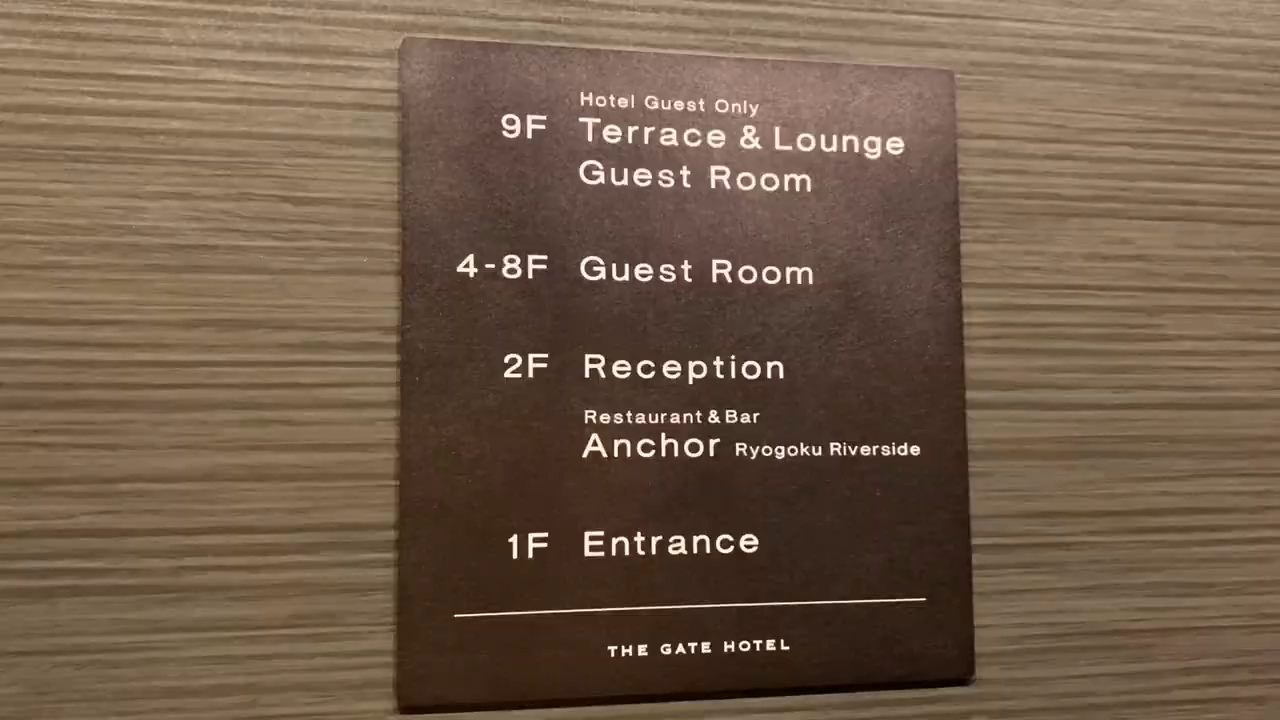 Hotel Guest Only
9F Terrace & Lounge
Guest Room
4-8F Guest Room
2F Reception
Restaurant & Bar
Anchor Ryogoku Riverside
1F Entrance
THE GATE HOTEL